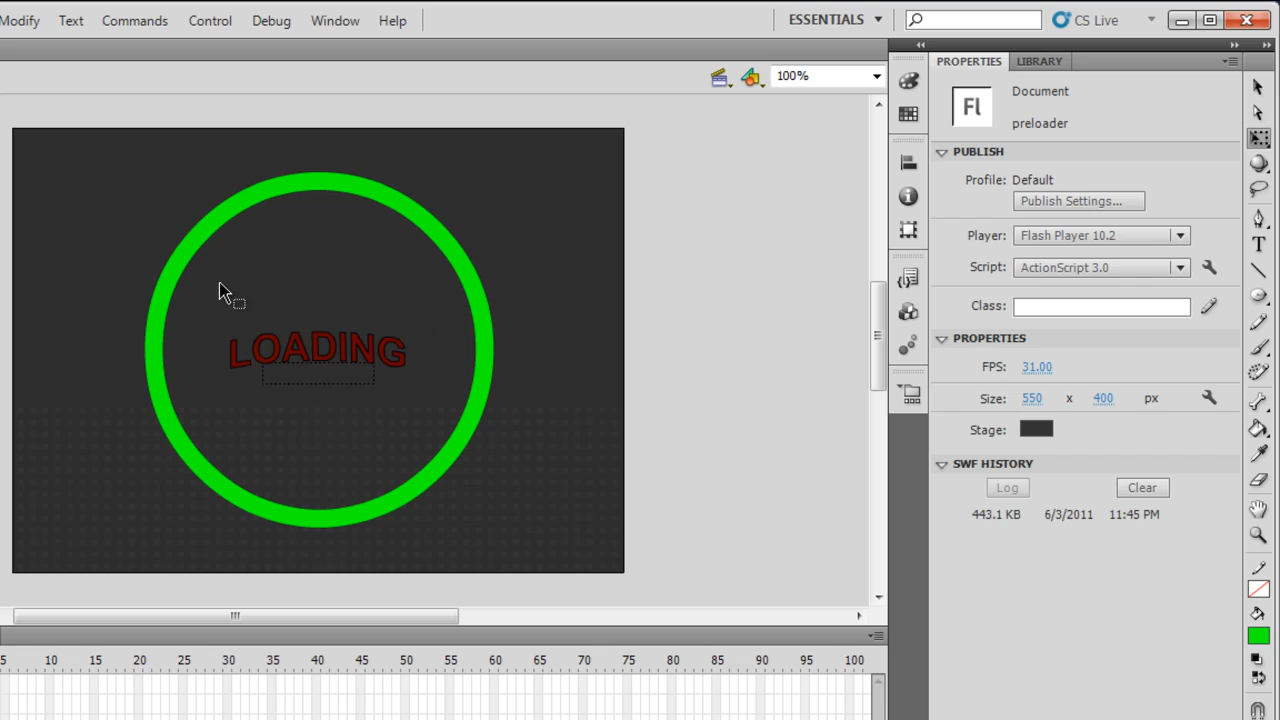 Modify Text Commands Control Debug Window Help ESSENTIALS CS Live
100%
PROPERTIES LIBRARY
Fl
Document
preloader
PUBLISH
Profile: Default
Publish Settings...
Player: Flash Player 10.2
Script: ActionScript 3.0
Class:
PROPERTIES
FPS: 31.00
Size: 550 x 400 px
Stage:
SWF HISTORY
Log Clear
443.1 KB 6/3/2011 11:45 PM
LOADING
5 10 15 20 25 30 35 40 45 50 55 60 65 70 75 80 85 90 95 100